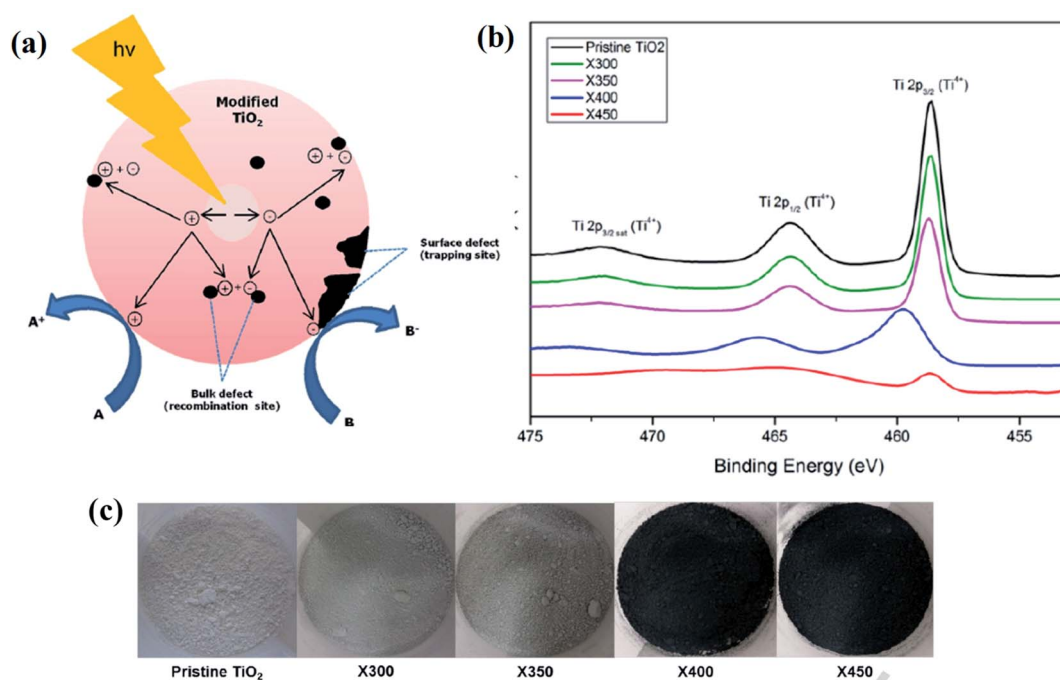 (a)
hν
Modified
TiO₂
⊕ + ⊖
⊕ + ⊖
⊕
⊖
Surface defect
(trapping site)
⊕ + ⊖
A⁺
⊕
⊖
B⁻
Bulk defect
(recombination site)
A
B
(b)
Pristine TiO2
X300
X350
X400
X450
Ti 2p₃/₂ (Ti⁴⁺)
Ti 2p₁/₂ (Ti⁴⁺)
Ti 2p₃/₂ sat (Ti⁴⁺)
475 470 465 460 455
Binding Energy (eV)
(c)
Pristine TiO₂ X300 X350 X400 X450